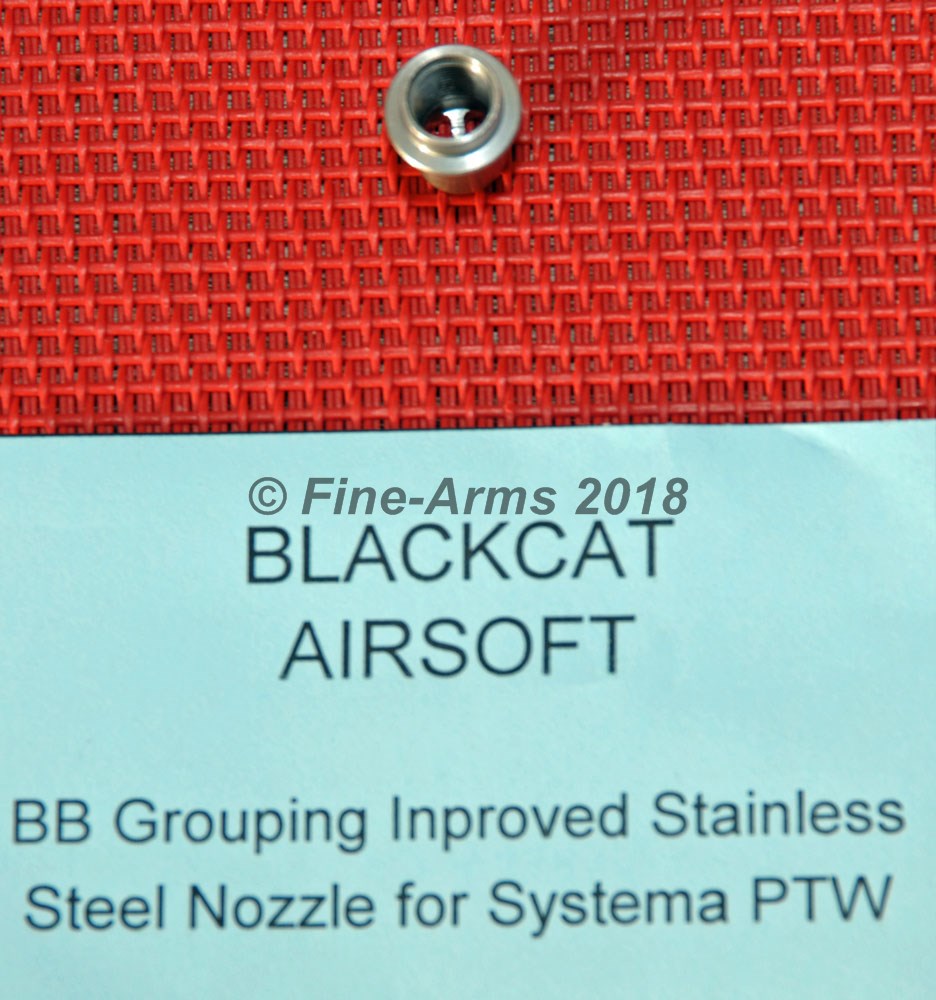 © Fine-Arms 2018
BLACKCAT
AIRSOFT
BB Grouping Inproved Stainless
Steel Nozzle for Systema PTW